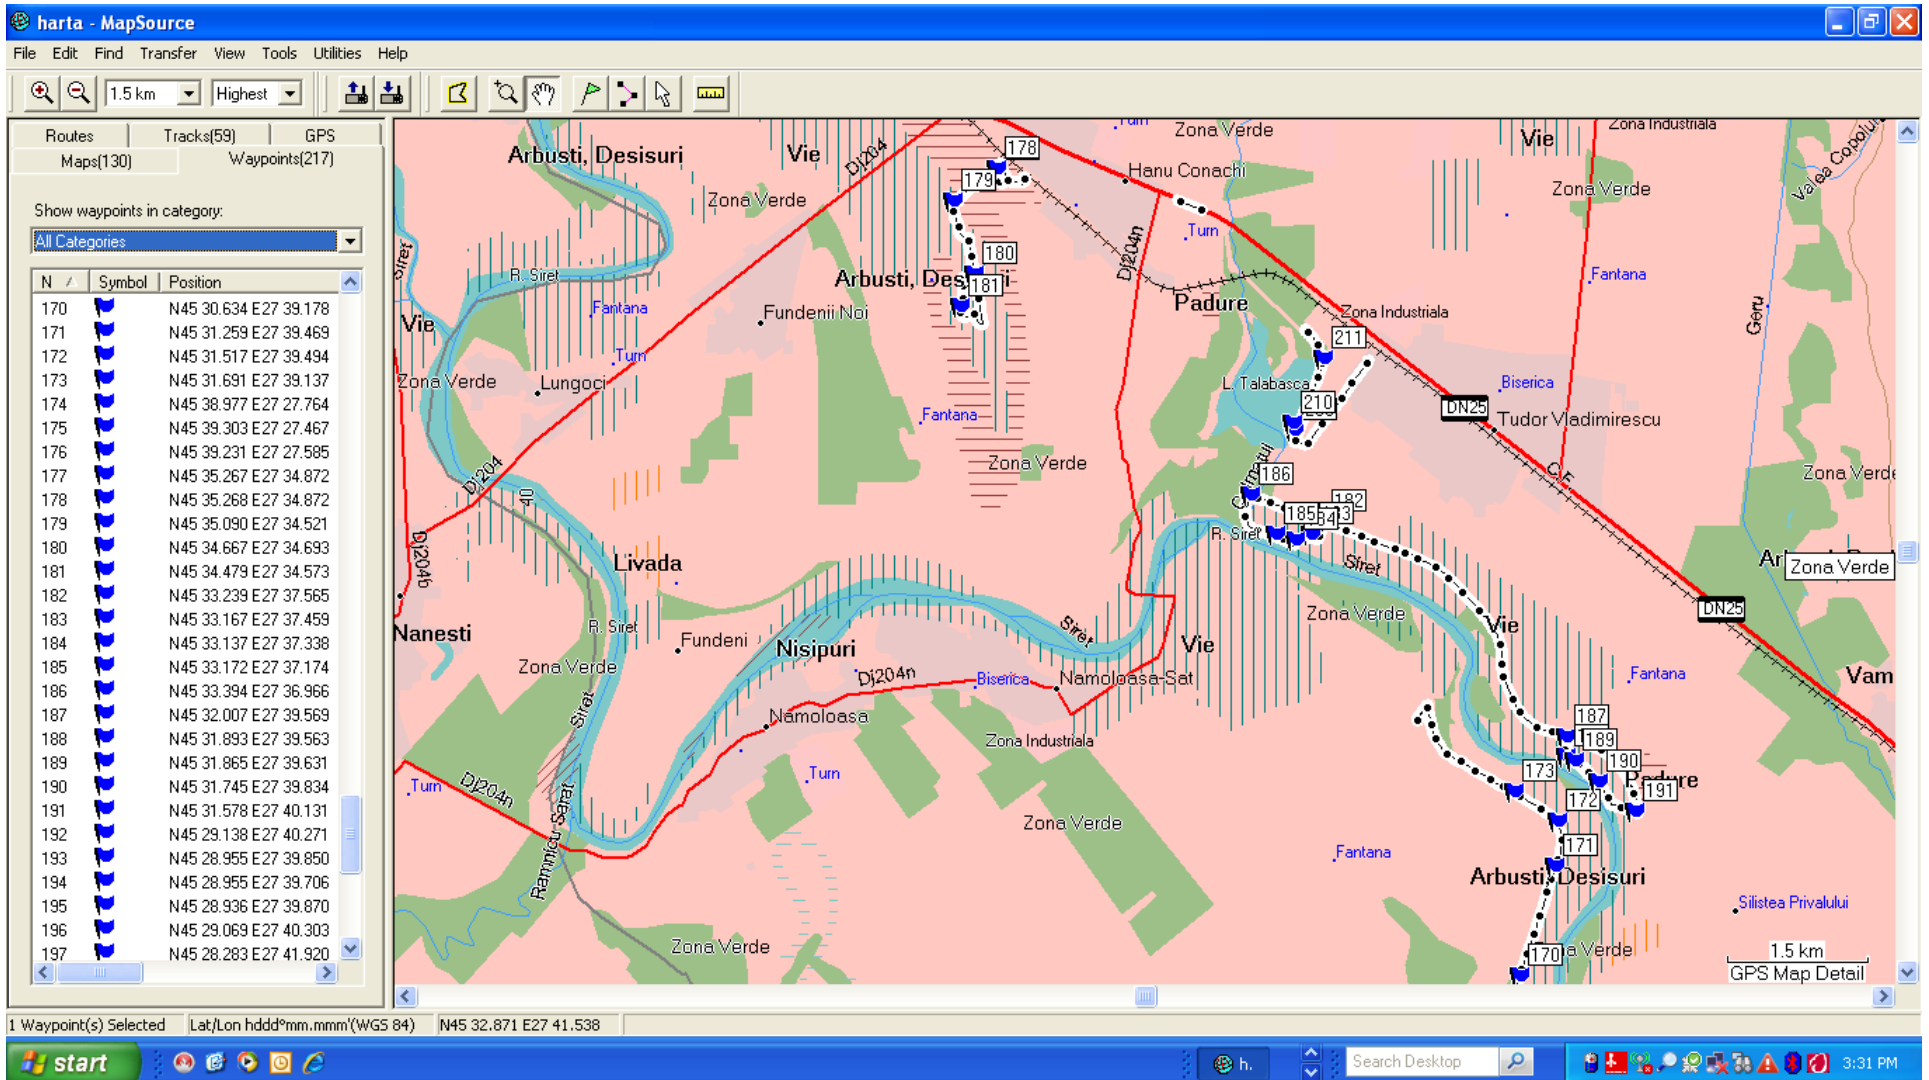 harta - MapSource
File Edit Find Transfer View Tools Utilities Help
1.5 km Highest
Routes Tracks(59) GPS
Maps(130) Waypoints(217)
Show waypoints in category:
All Categories
N Symbol Position
170 N45 30.634 E27 39.178
171 N45 31.259 E27 39.469
172 N45 31.517 E27 39.494
173 N45 31.691 E27 39.137
174 N45 38.977 E27 27.764
175 N45 39.303 E27 27.467
176 N45 39.231 E27 27.585
177 N45 35.267 E27 34.872
178 N45 35.268 E27 34.872
179 N45 35.090 E27 34.521
180 N45 34.667 E27 34.693
181 N45 34.479 E27 34.573
182 N45 33.239 E27 37.565
183 N45 33.167 E27 37.459
184 N45 33.137 E27 37.338
185 N45 33.172 E27 37.174
186 N45 33.394 E27 36.966
187 N45 32.007 E27 39.569
188 N45 31.893 E27 39.563
189 N45 31.865 E27 39.631
190 N45 31.745 E27 39.834
191 N45 31.578 E27 40.131
192 N45 29.138 E27 40.271
193 N45 28.955 E27 39.850
194 N45 28.955 E27 39.706
195 N45 28.936 E27 39.870
196 N45 29.069 E27 40.303
197 N45 28.283 E27 41.920
Turn
Zona Verde
Zona Industriala
Vie
Valea Copolului
Arbusti, Desisuri
Vie
Dj204
178
Hanu Conachi
179
Zona Verde
Zona Verde
Turn
Siret
R. Siret
180
Dj204n
Arbusti, Desisuri
181
Fantana
Fantana
Vie
Fundenii Noi
Padure
Zona Industriala
Geru
Turn
211
Zona Verde
Lungoci
L. Talabasca
Biserica
210
DN25
Fantana
Tudor Vladimirescu
Zona Verde
Dj204
40
Calmatul
186
C.F.
Zona Verde
182
185
R. Siret
Dj204b
Livada
Siret
Zona Verde
DN25
Zona Verde
Nanesti
R. Siret
Fundeni
Nisipuri
Siret
Vie
Vie
Zona Verde
Dj204n
Biserica
Namoloasa-Sat
Fantana
Vam
Siret
Namoloasa
187
Zona Industriala
189
190
173
Padure
Turn
Dj204n
Turn
191
172
Ramnicu Sarat
Zona Verde
171
Fantana
Arbusti, Desisuri
Silistea Privalului
Zona Verde
170
1.5 km
GPS Map Detail
1 Waypoint(s) Selected Lat/Lon hddd°mm.mmm'(WGS 84) N45 32.871 E27 41.538
start h. Search Desktop 3:31 PM